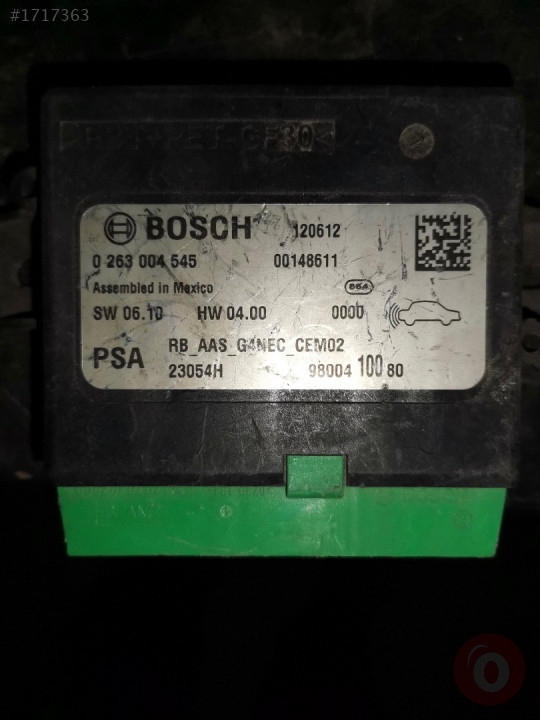 #1717363
BOSCH 120612
0 263 004 545 00148611
Assembled in Mexico
SW 06.10 HW 04.00 0000
PSA RB_AAS_G4NEC_CEM02
23054H 98004 100 80